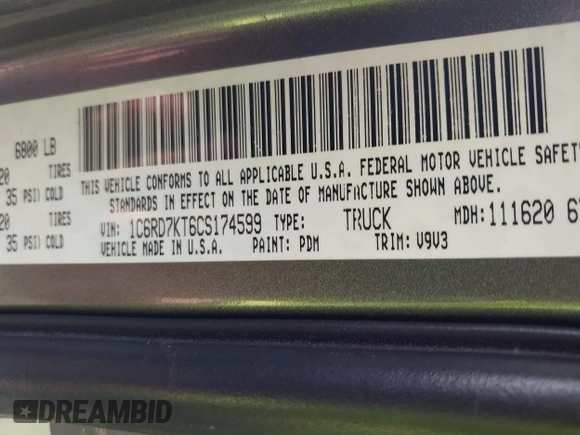 6800 LB
20 TIRES
35 PSI) COLD
20 TIRES
35 PSI) COLD
THIS VEHICLE CONFORMS TO ALL APPLICABLE U.S.A. FEDERAL MOTOR VEHICLE SAFET
STANDARDS IN EFFECT ON THE DATE OF MANUFACTURE SHOWN ABOVE.
VIN: 1C6RD7KT6CS174599 TYPE: TRUCK MDH: 111620 6
VEHICLE MADE IN U.S.A. PAINT: PDM TRIM: V9V3
DREAMBID